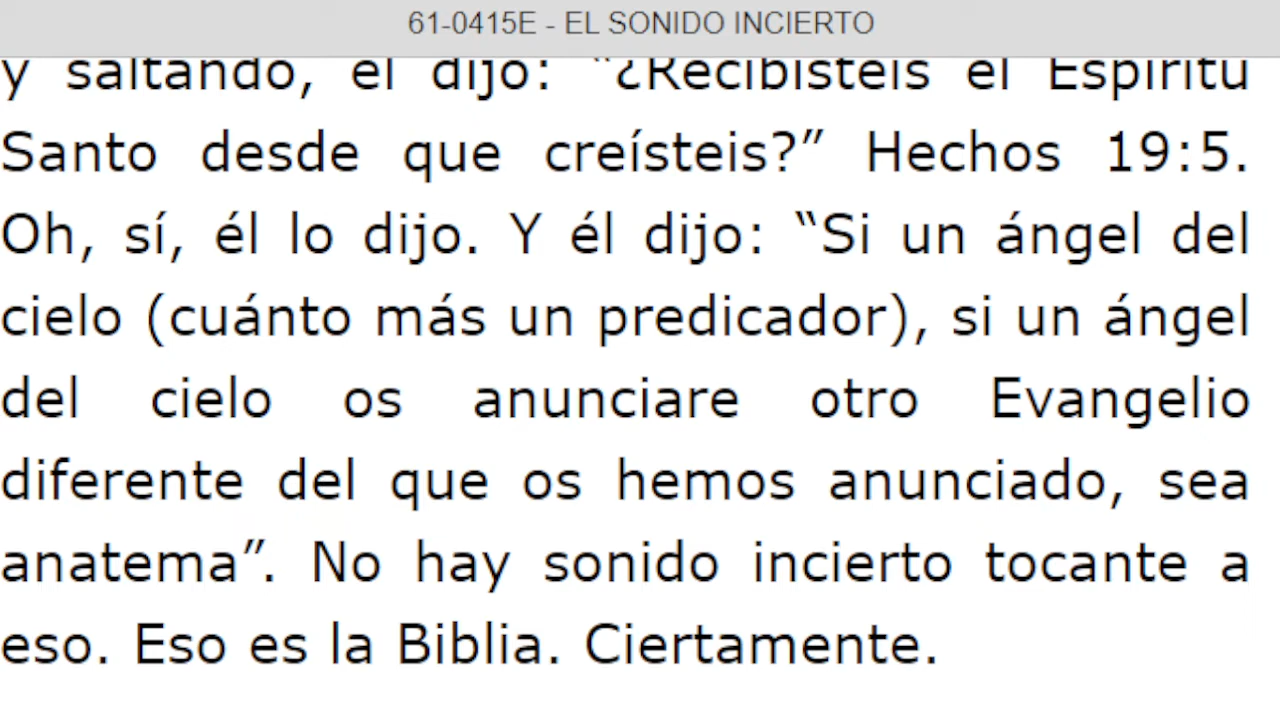 61-0415E - EL SONIDO INCIERTO
y saltando, él dijo: “¿Recibisteis el Espíritu
Santo desde que creísteis?” Hechos 19:5.
Oh, sí, él lo dijo. Y él dijo: “Si un ángel del
cielo (cuánto más un predicador), si un ángel
del cielo os anunciare otro Evangelio
diferente del que os hemos anunciado, sea
anatema”. No hay sonido incierto tocante a
eso. Eso es la Biblia. Ciertamente.